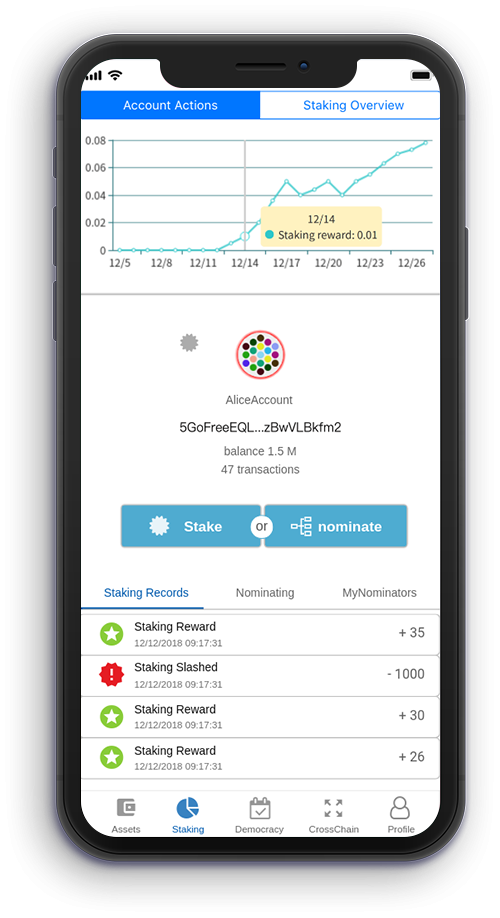 Account Actions
Staking Overview
0.08
0.06
0.04
0.02
0
12/14
Staking reward: 0.01
12/5 12/8 12/11 12/14 12/17 12/20 12/23 12/26
AliceAccount
5GoFreeEQL...zBwVLBkfm2
balance 1.5 M
47 transactions
Stake or nominate
Staking Records Nominating MyNominators
Staking Reward + 35
12/12/2018 09:17:31
Staking Slashed - 1000
12/12/2018 09:17:31
Staking Reward + 30
12/12/2018 09:17:31
Staking Reward + 26
12/12/2018 09:17:31
Assets Staking Democracy CrossChain Profile